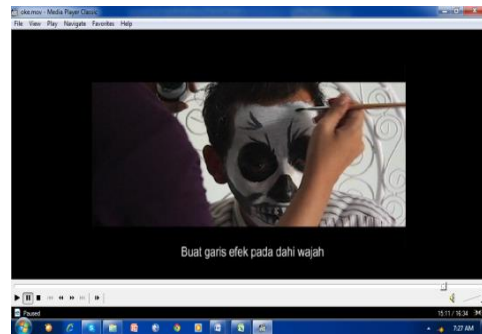 oke.mov - Media Player Classic
File View Play Navigate Favorites Help
Buat garis efek pada dahi wajah
Paused
15:11 / 16:34
7:27 AM